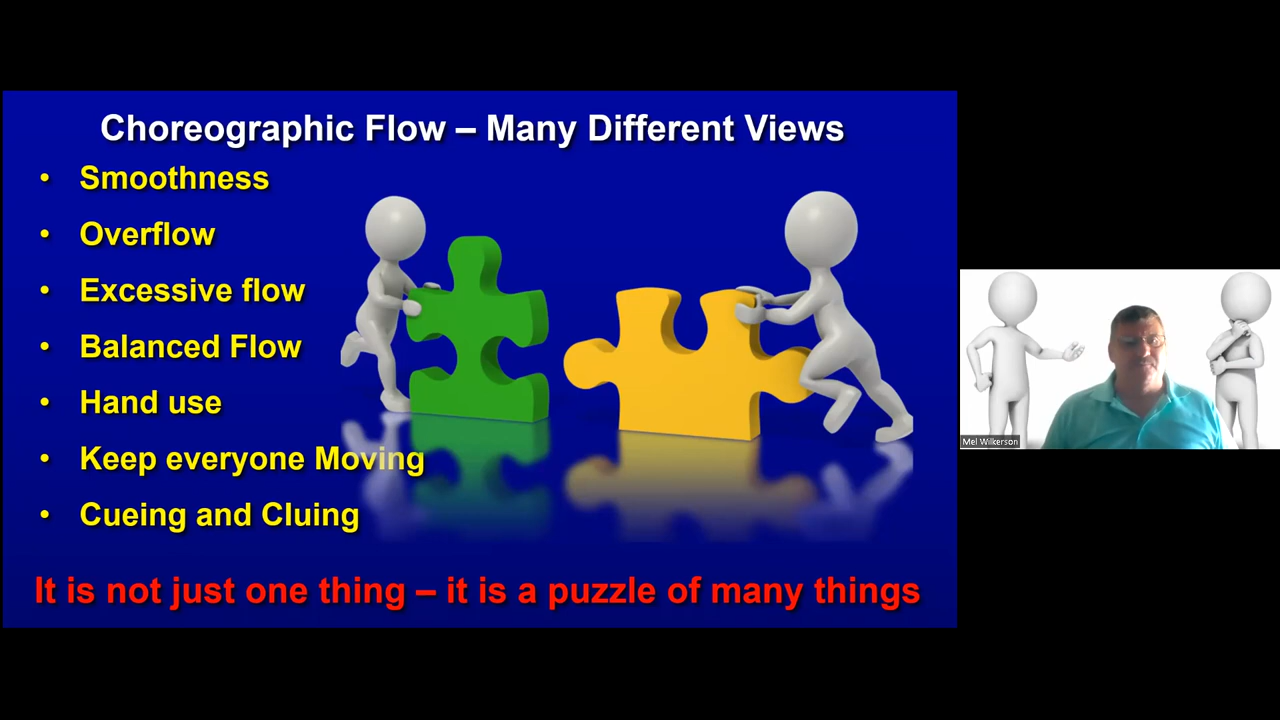 Choreographic Flow – Many Different Views
• Smoothness
• Overflow
• Excessive flow
• Balanced Flow
• Hand use
• Keep everyone Moving
• Cueing and Cluing
It is not just one thing – it is a puzzle of many things
Mel Wilkerson